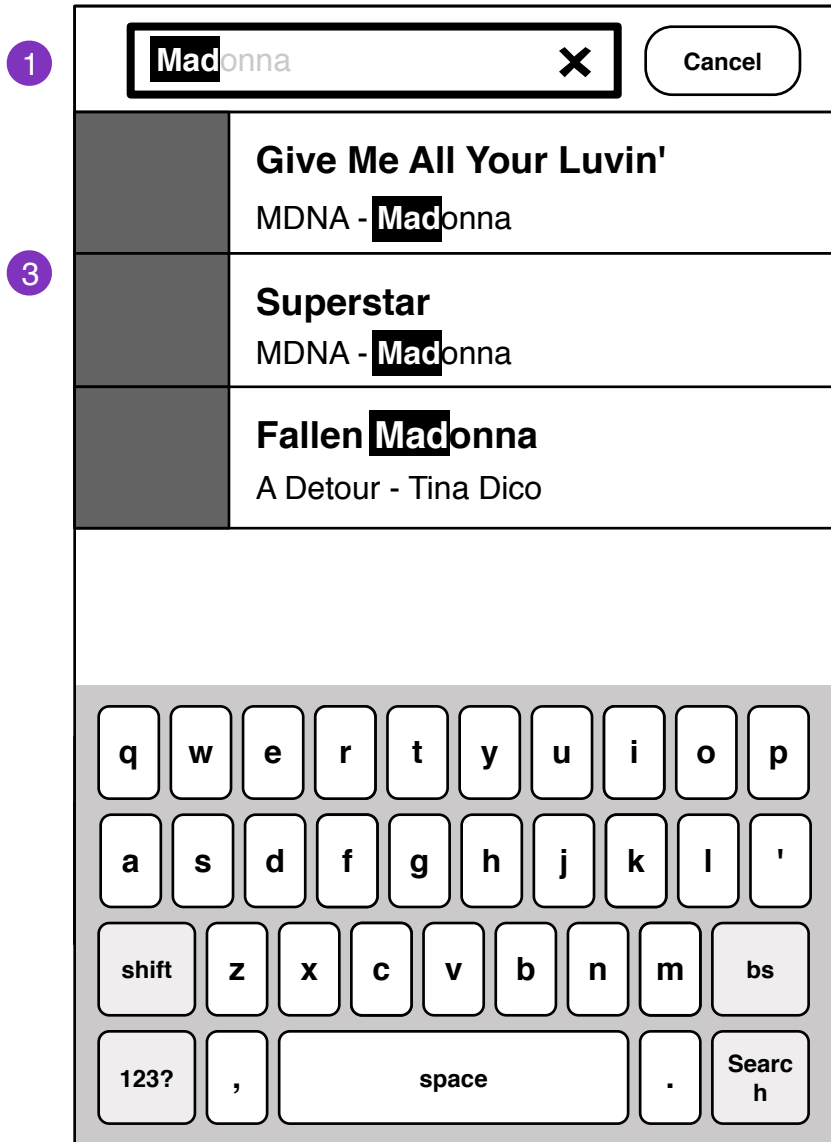 1 Madonna × Cancel
Give Me All Your Luvin'
MDNA - Madonna
3
Superstar
MDNA - Madonna
Fallen Madonna
A Detour - Tina Dico
q w e r t y u i o p
a s d f g h j k l '
shift z x c v b n m bs
123? , space . Searc
h